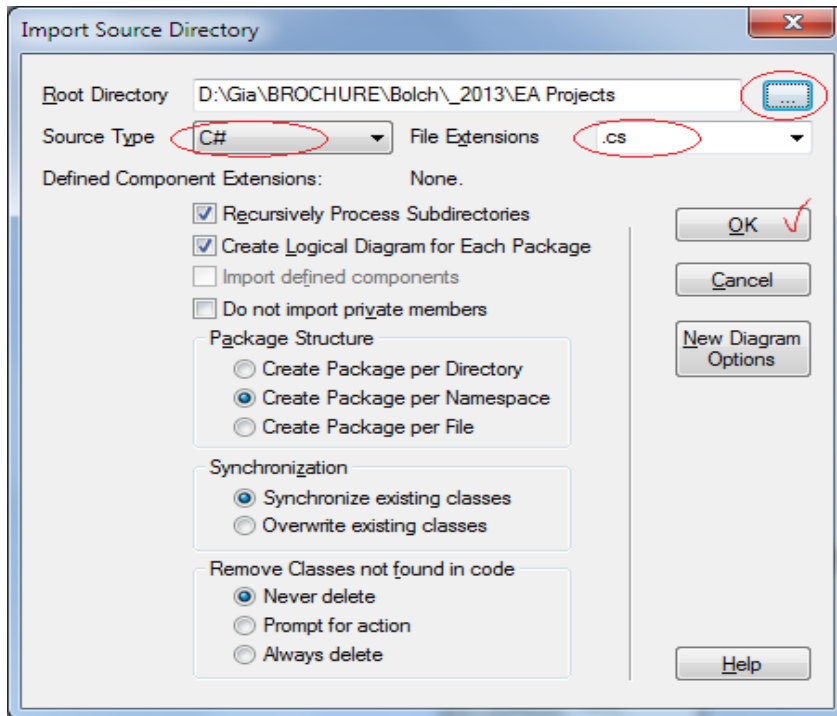 Import Source Directory
Root Directory D:\Gia\BROCHURE\Bolch\_2013\EA Projects ...
Source Type C# File Extensions .cs
Defined Component Extensions: None.
Recursively Process Subdirectories
OK
Create Logical Diagram for Each Package
Import defined components
Cancel
Do not import private members
Package Structure
New Diagram
Options
Create Package per Directory
Create Package per Namespace
Create Package per File
Synchronization
Synchronize existing classes
Overwrite existing classes
Remove Classes not found in code
Never delete
Prompt for action
Always delete
Help